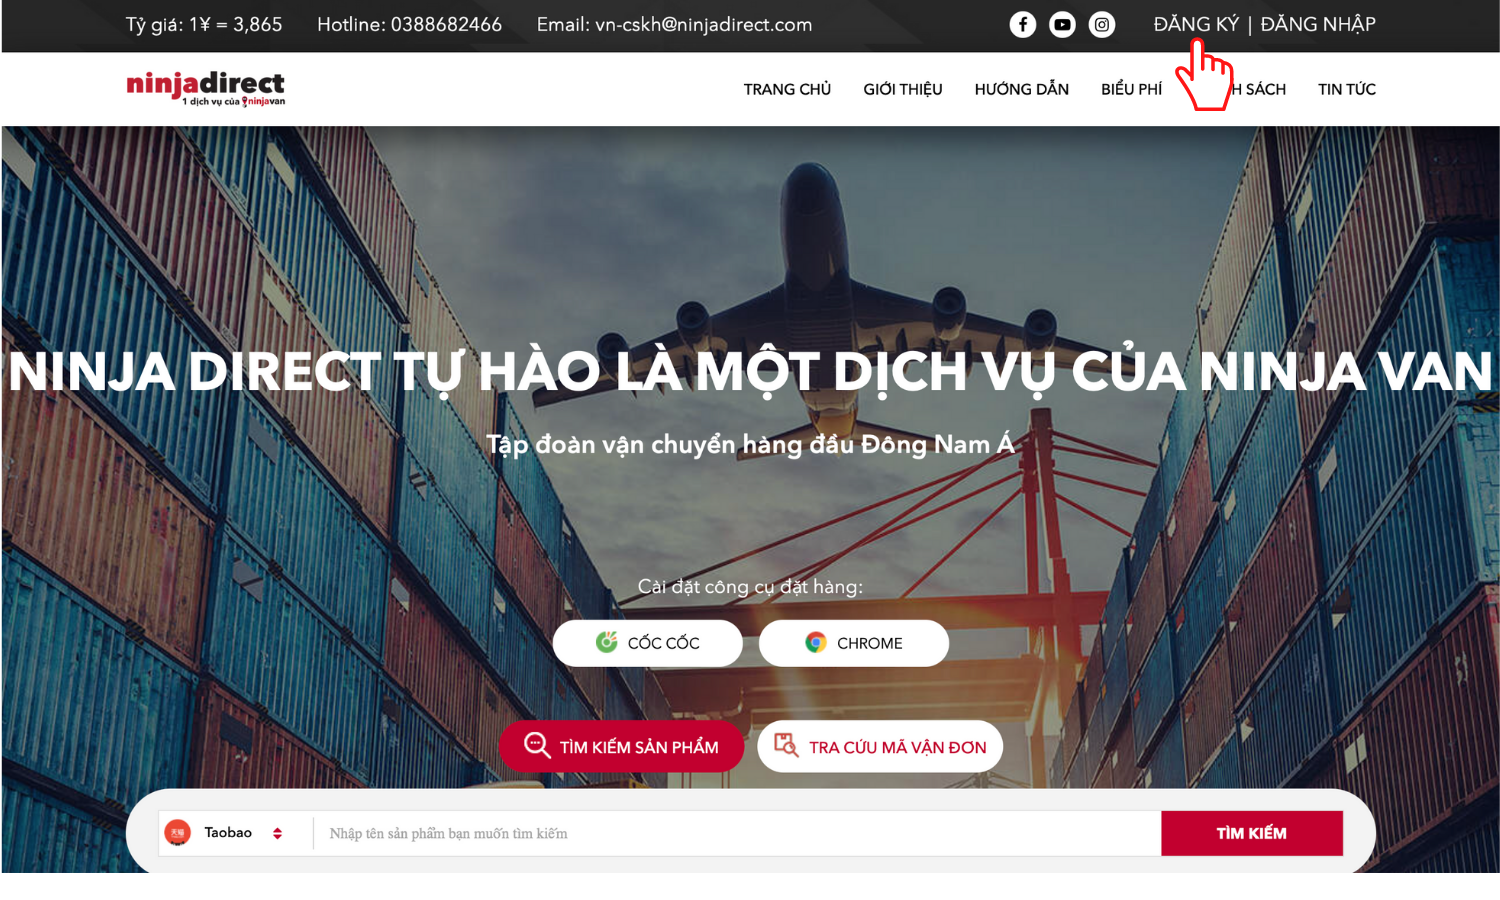 Tỷ giá: 1¥ = 3,865 Hotline: 0388682466 Email: vn-cskh@ninjadirect.com ĐĂNG KÝ | ĐĂNG NHẬP
ninjadirect
1 dịch vụ của ninjavan
TRANG CHỦ GIỚI THIỆU HƯỚNG DẪN BIỂU PHÍ H SÁCH TIN TỨC
NINJA DIRECT TỰ HÀO LÀ MỘT DỊCH VỤ CỦA NINJA VAN
Tập đoàn vận chuyển hàng đầu Đông Nam Á
Cài đặt công cụ đặt hàng:
CỐC CỐC CHROME
TÌM KIẾM SẢN PHẨM TRA CỨU MÃ VẬN ĐƠN
天猫 Taobao Nhập tên sản phẩm bạn muốn tìm kiếm TÌM KIẾM